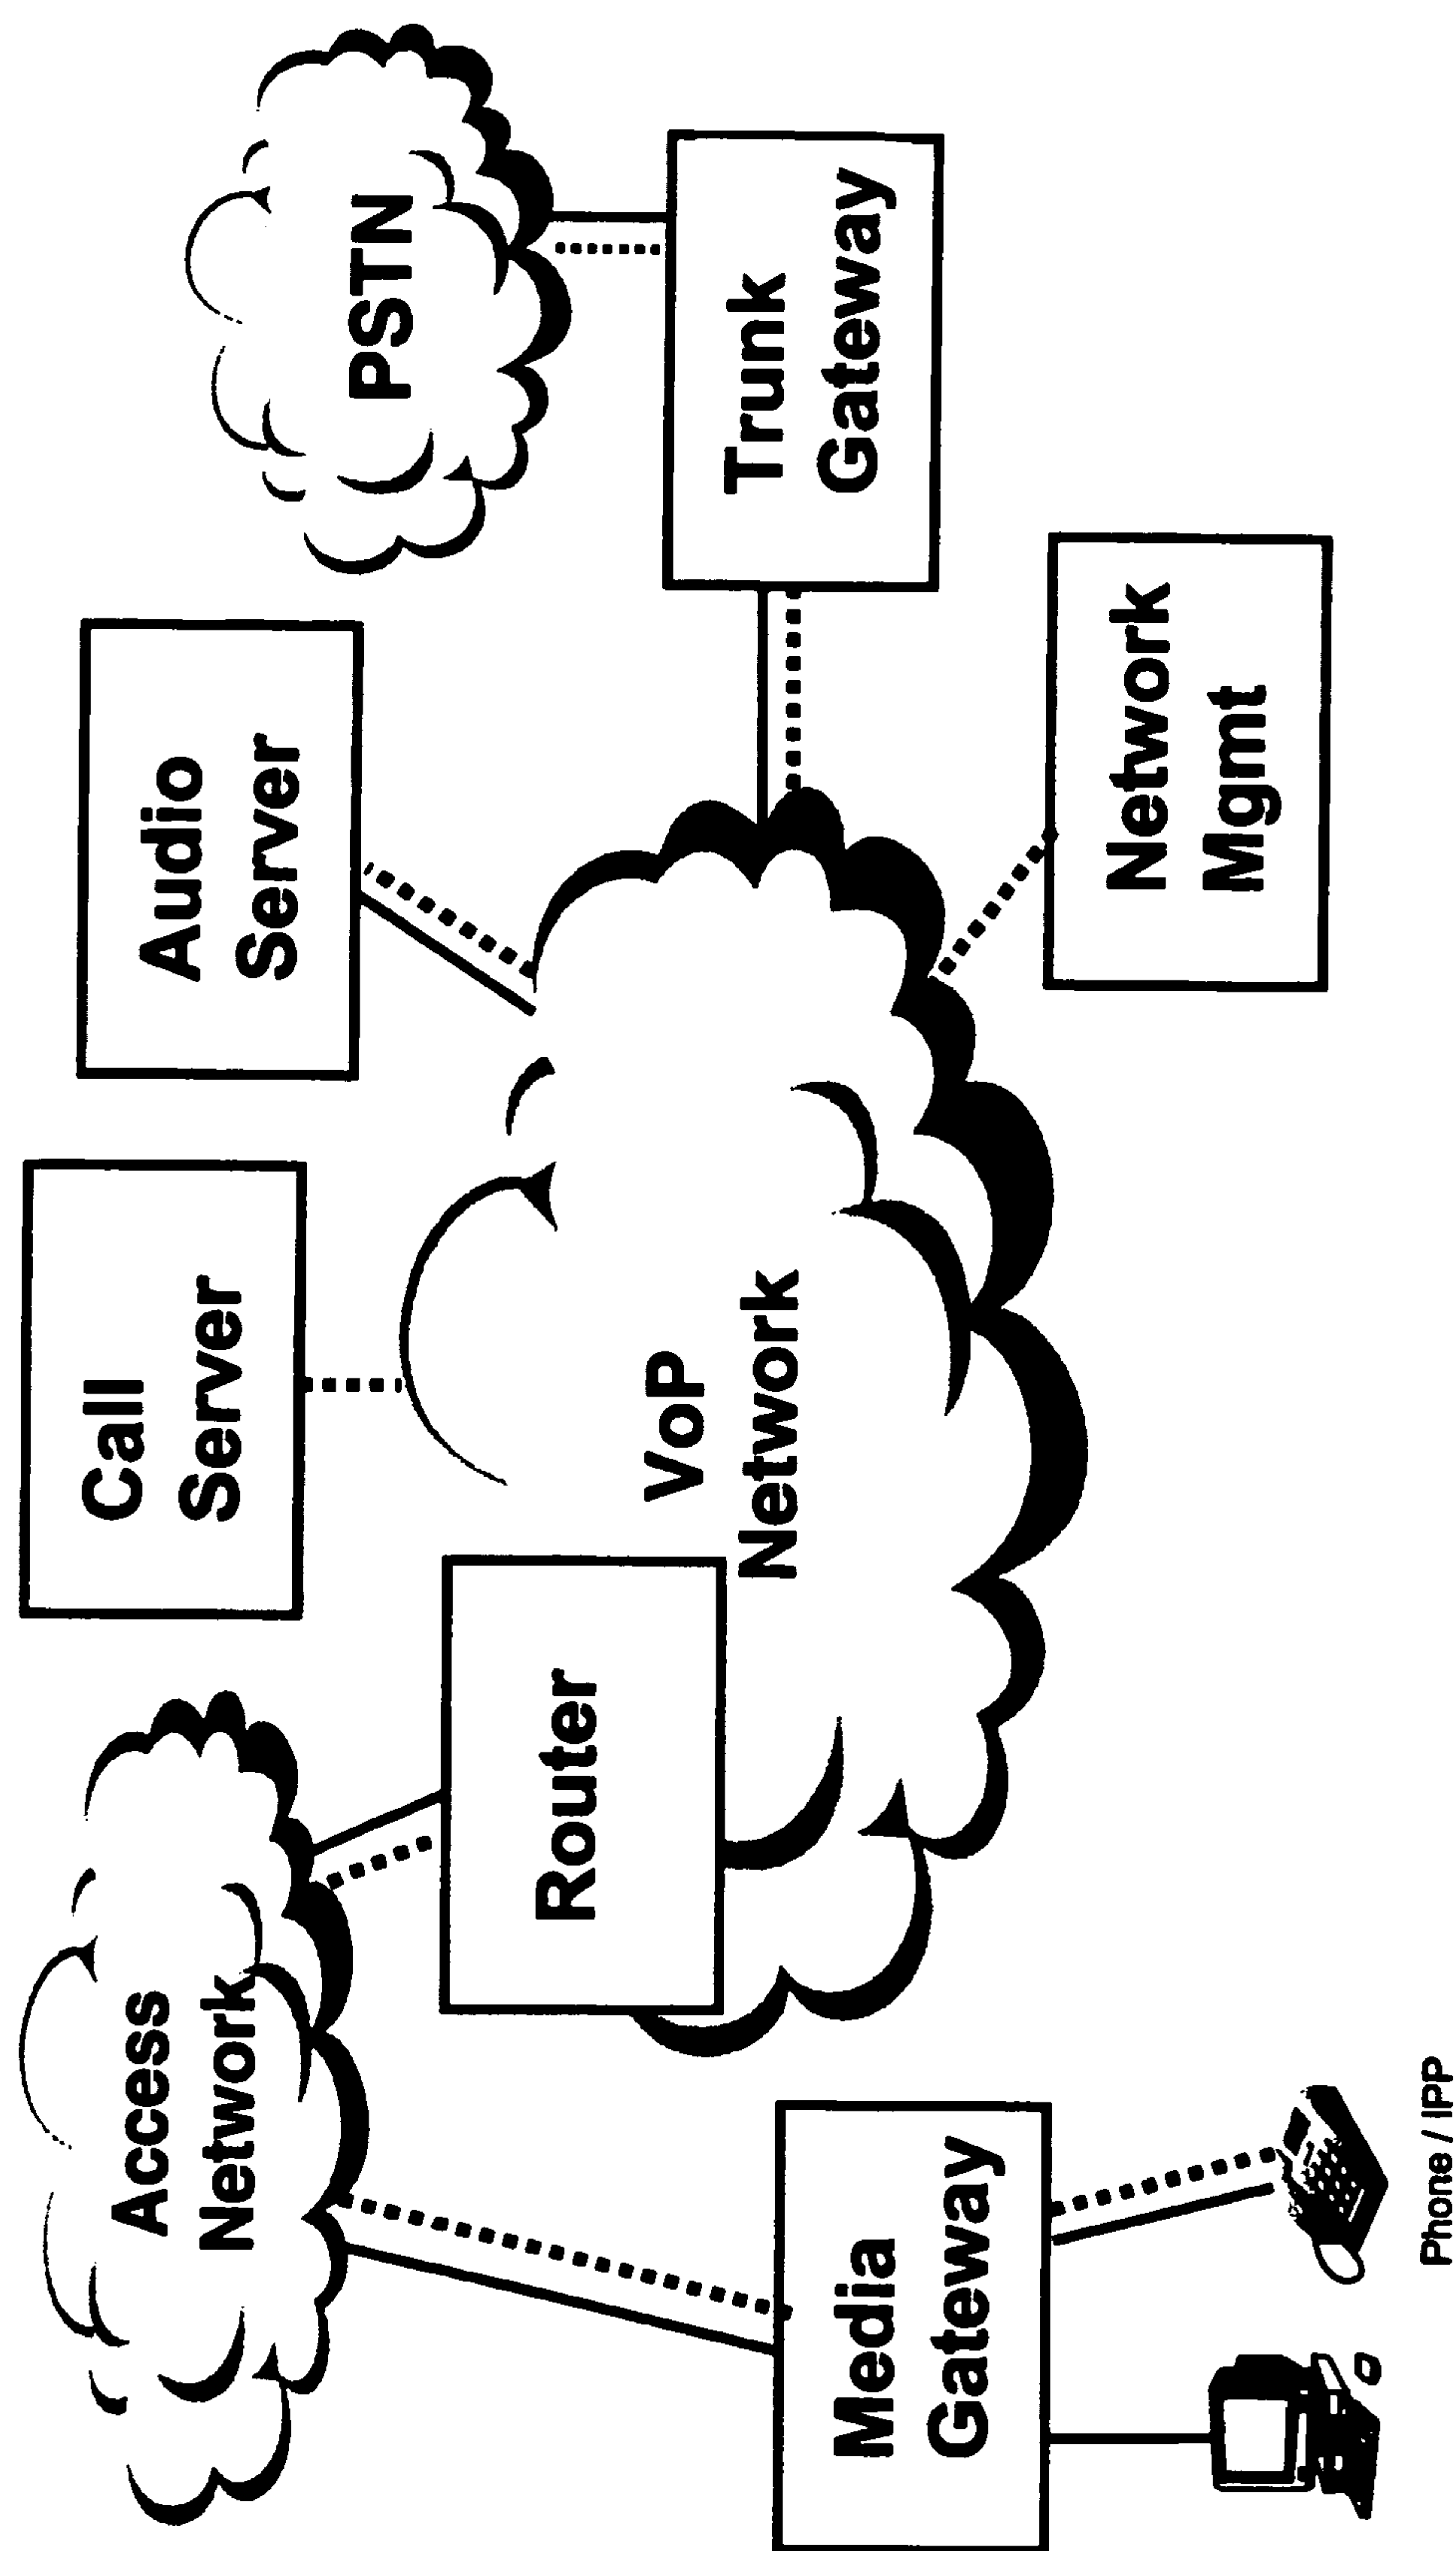 Access
Network
Call
Server
Audio
Server
PSTN
Router
VoP
Network
Trunk
Gateway
Media
Gateway
Network
Mgmt
Phone / IPP